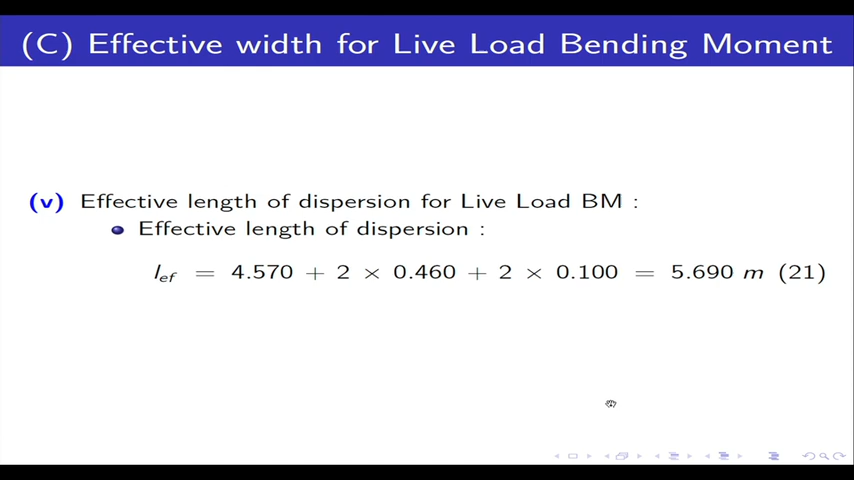 (C) Effective width for Live Load Bending Moment
(v) Effective length of dispersion for Live Load BM :
Effective length of dispersion :
l_ef = 4.570 + 2 × 0.460 + 2 × 0.100 = 5.690 m (21)